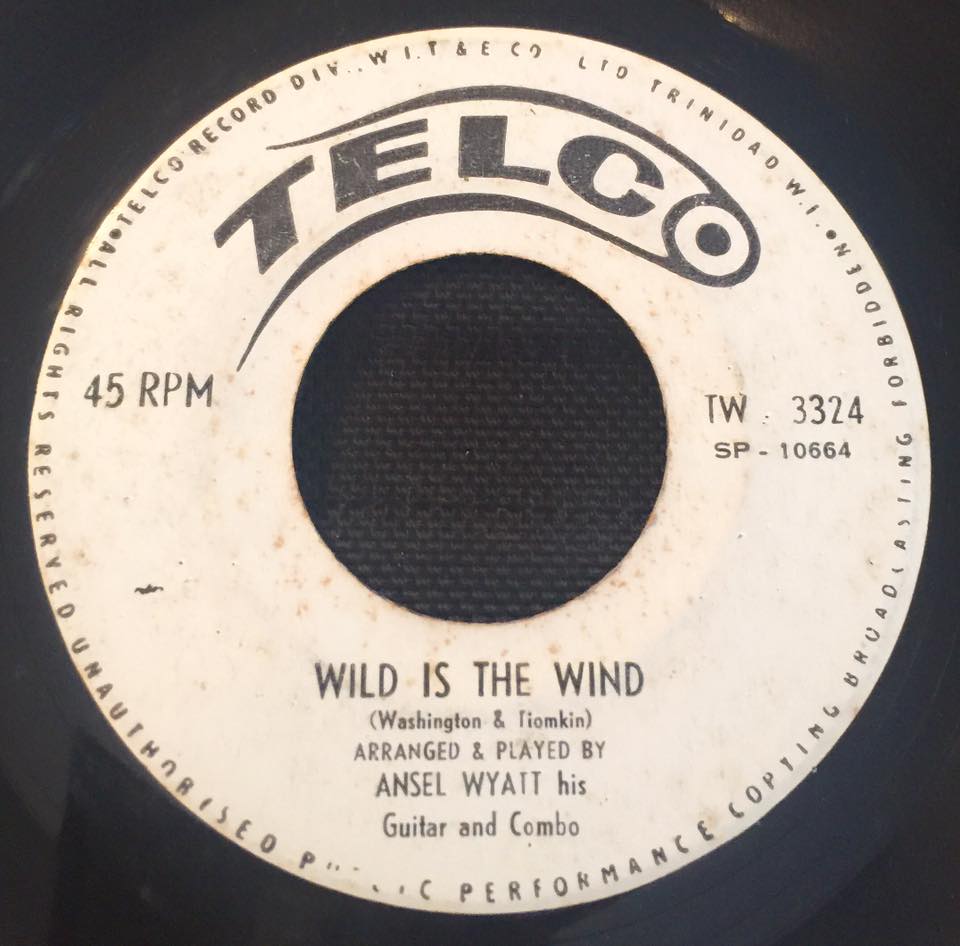 TELCO RECORD DIV. W.I.T & E CO LTD TRINIDAD W.I.
TELCO
45 RPM
TW . 3324
SP - 10664
WILD IS THE WIND
(Washington & Tiomkin)
ARRANGED & PLAYED BY
ANSEL WYATT his
Guitar and Combo
ALL RIGHTS RESERVED UNAUTHORISED PERFORMANCE COPYING BROADCASTING FORBIDDEN